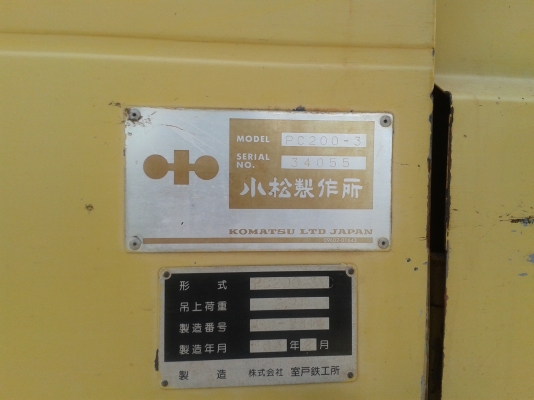 MODEL PC200-3
SERIAL NO. 34055
小松製作所
KOMATSU LTD JAPAN
形式
吊上荷重
製造番号
製造年月 年 月
製造 株式会社 室戸鉄工所